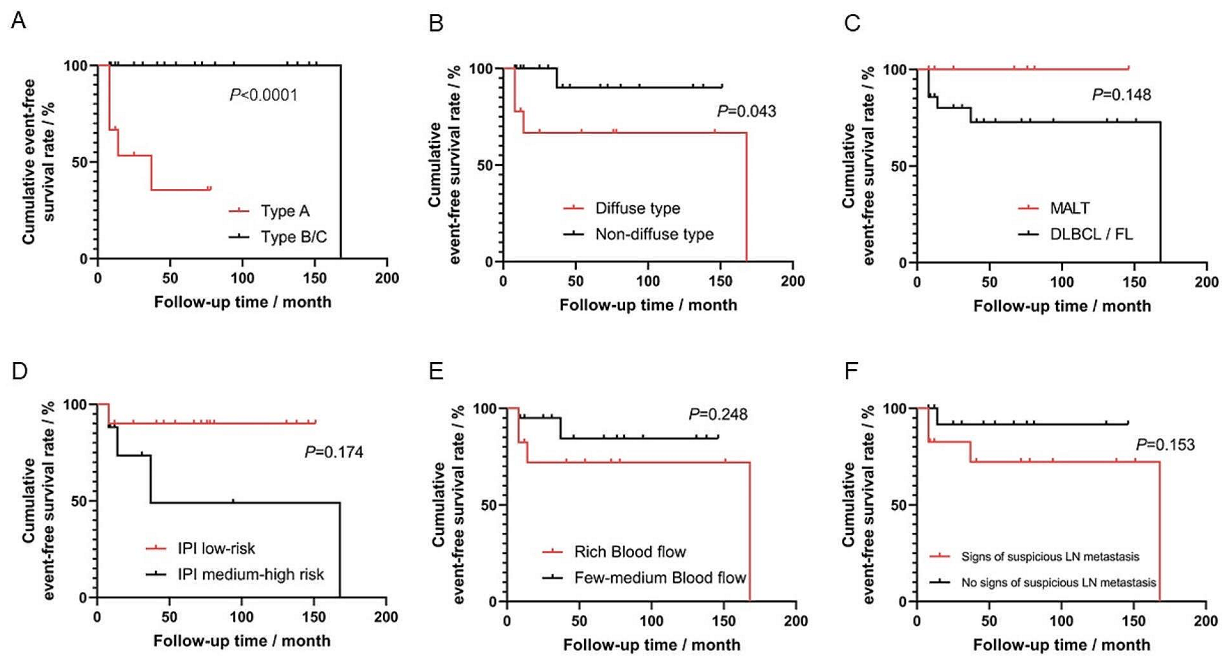 A
Cumulative event-free
survival rate / %
100
50
0
P<0.0001
Type A
Type B/C
0 50 100 150 200
Follow-up time / month
B
Cumulative
event-free survival rate / %
100
50
0
P=0.043
Diffuse type
Non-diffuse type
0 50 100 150 200
Follow-up time / month
C
Cumulative
event-free survival rate / %
100
50
0
P=0.148
MALT
DLBCL / FL
0 50 100 150 200
Follow-up time / month
D
Cumulative
event-free survival rate / %
100
50
0
P=0.174
IPI low-risk
IPI medium-high risk
0 50 100 150 200
Follow-up time / month
E
Cumulative
event-free survival rate / %
100
50
0
P=0.248
Rich Blood flow
Few-medium Blood flow
0 50 100 150 200
Follow-up time / month
F
Cumulative
event-free survival rate / %
100
50
0
P=0.153
Signs of suspicious LN metastasis
No signs of suspicious LN metastasis
0 50 100 150 200
Follow-up time / month